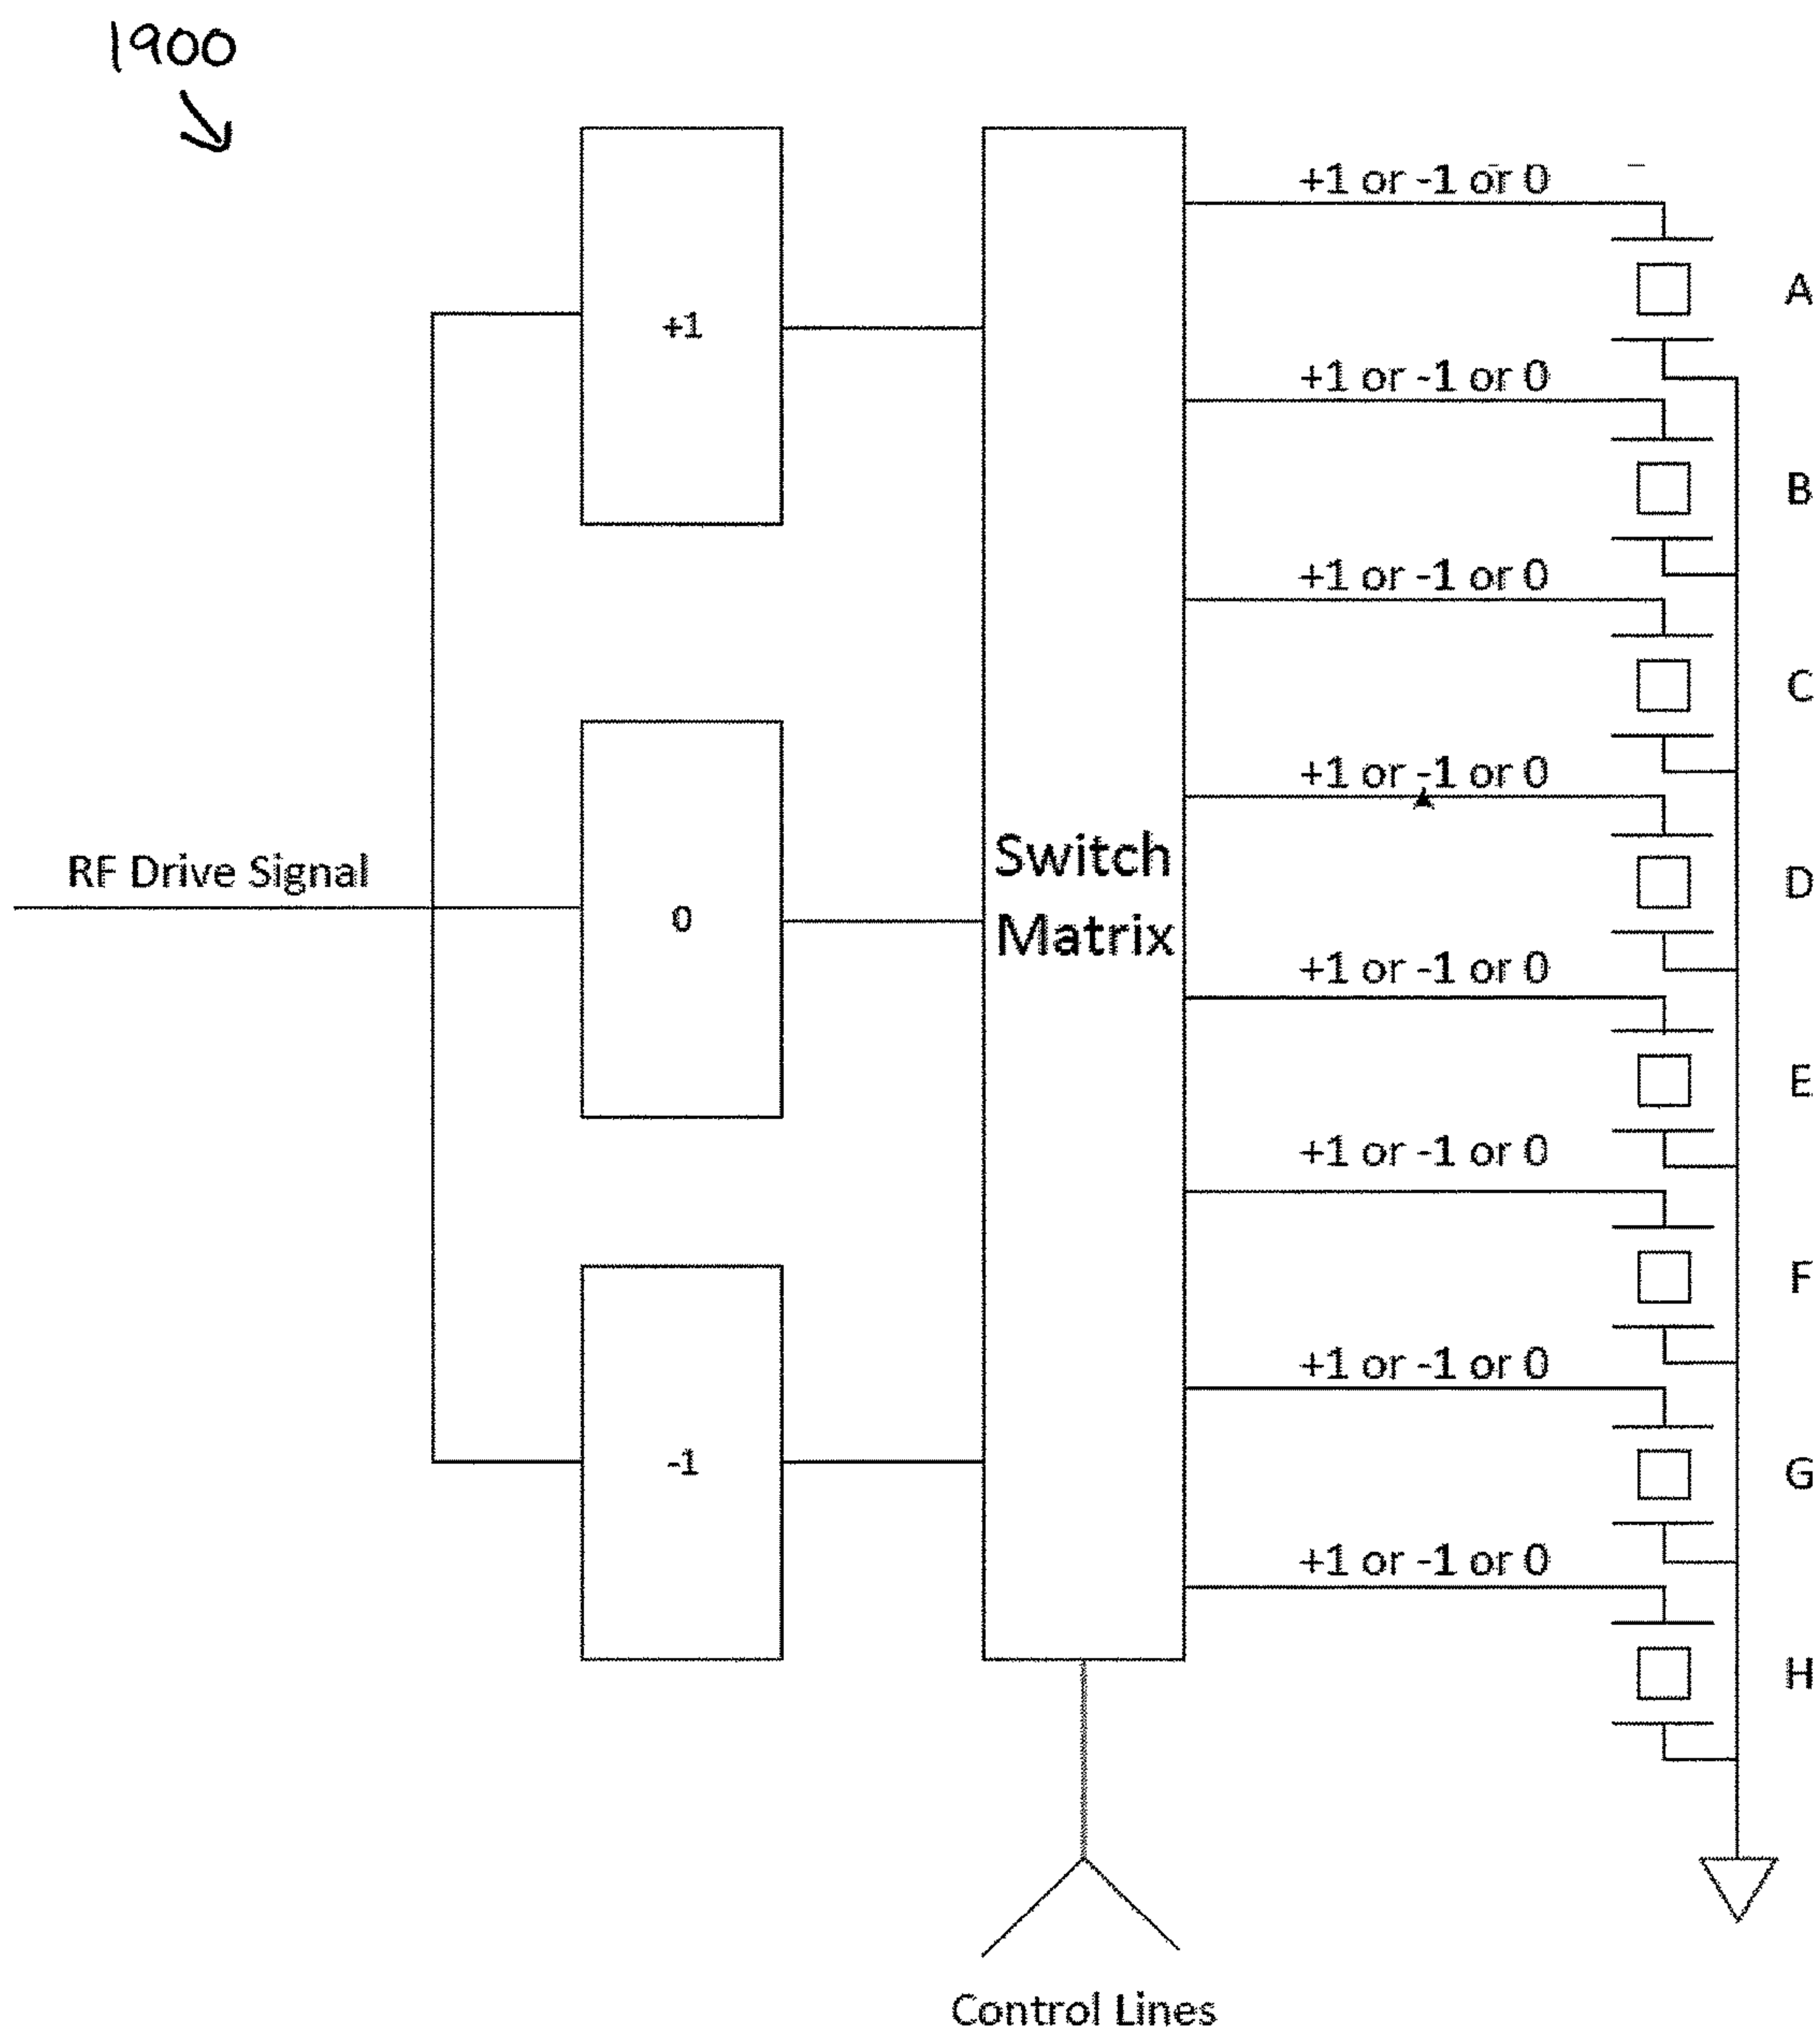 1900
+1 or -1 or 0
A
+1
+1 or -1 or 0
B
+1 or -1 or 0
C
+1 or -1 or 0
Switch
Matrix
RF Drive Signal
D
0
+1 or -1 or 0
E
+1 or -1 or 0
F
+1 or -1 or 0
-1
G
+1 or -1 or 0
H
Control Lines